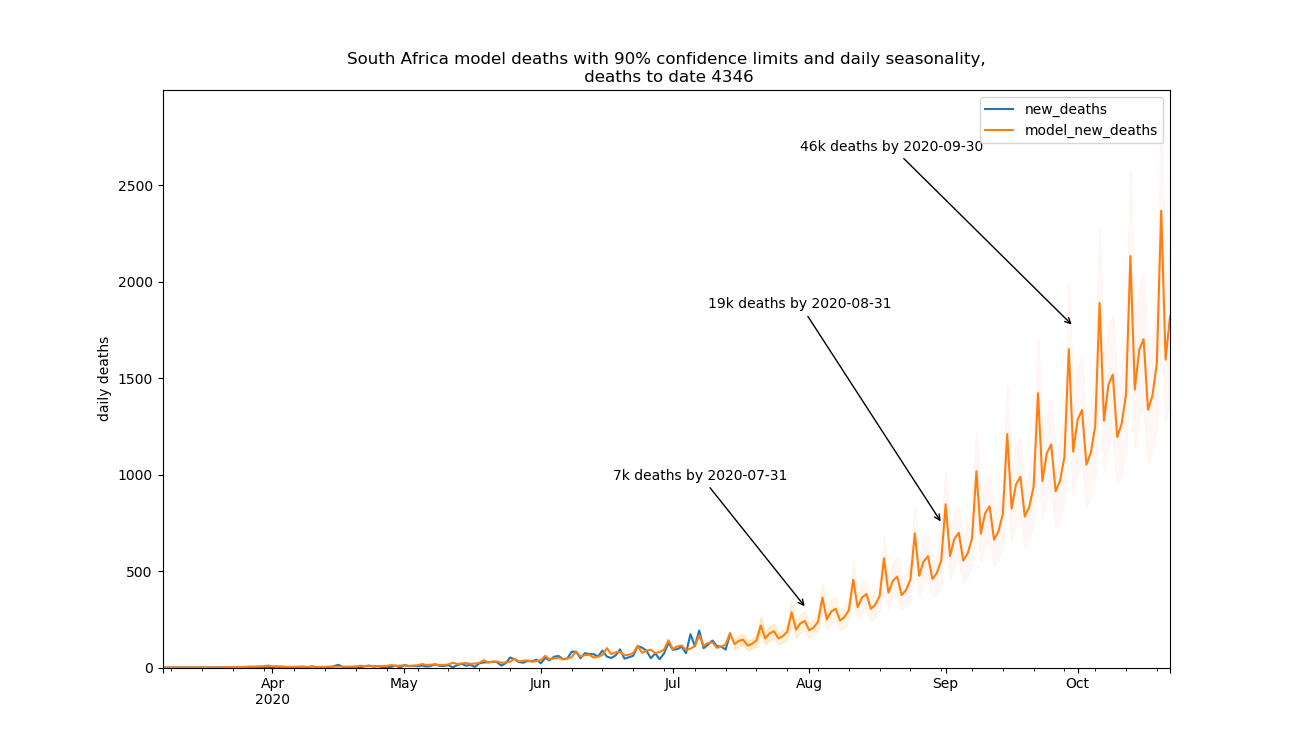 South Africa model deaths with 90% confidence limits and daily seasonality,
deaths to date 4346
new_deaths
model_new_deaths
46k deaths by 2020-09-30
19k deaths by 2020-08-31
7k deaths by 2020-07-31
daily deaths
2500
2000
1500
1000
500
0
Apr
2020
May
Jun
Jul
Aug
Sep
Oct